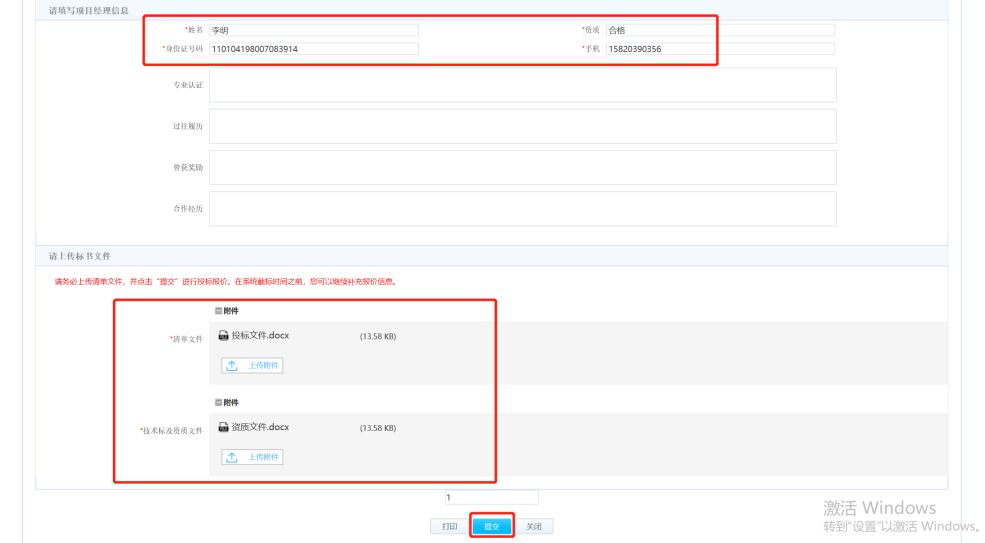 请填写项目经理信息
*姓名 李明 *资质 合格
*身份证号码 110104198007083914 *手机 15820390356
专业认证
过往履历
曾获奖励
合作经历
请上传标书文件
请务必上传清单文件，并点击“提交”进行投标报价。在系统截标时间之前，您可以继续补充报价信息。
附件
*清单文件 投标文件.docx (13.58 KB)
上传附件
附件
*技术标及资质文件 资质文件.docx (13.58 KB)
上传附件
1
打印 提交 关闭
激活 Windows
转到"设置"以激活 Windows。